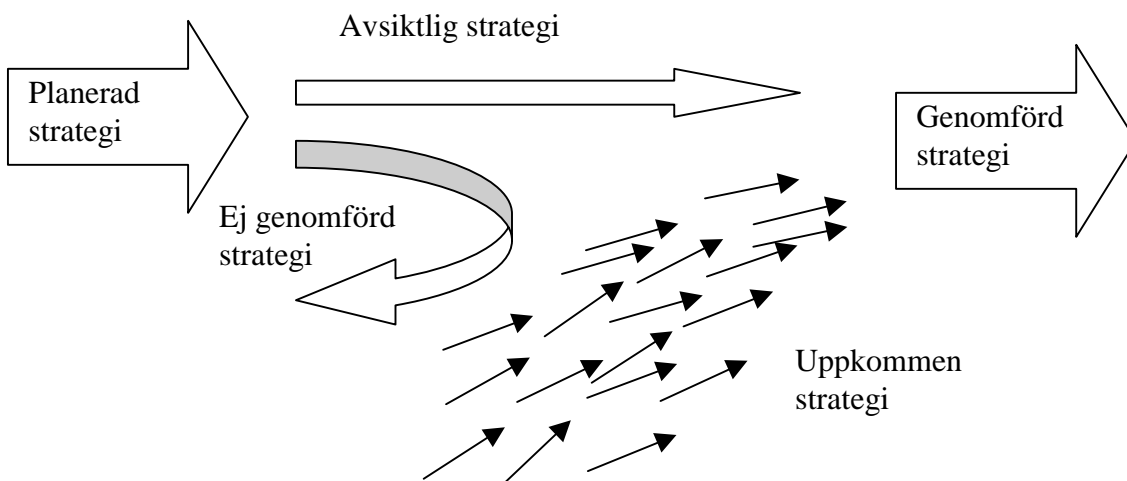 Avsiktlig strategi
Planerad
strategi
Genomförd
strategi
Ej genomförd
strategi
Uppkommen
strategi